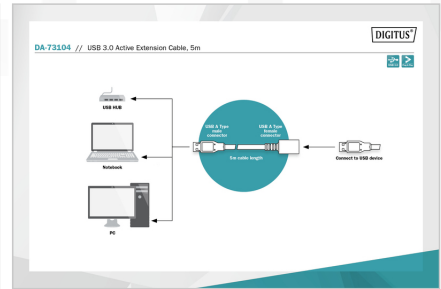 DIGITUS®
DA-73104 // USB 3.0 Active Extension Cable, 5m
USB HUB
USB A Type
male
connector
USB A Type
female
connector
5m cable length
Connect to USB device
Notebook
PC